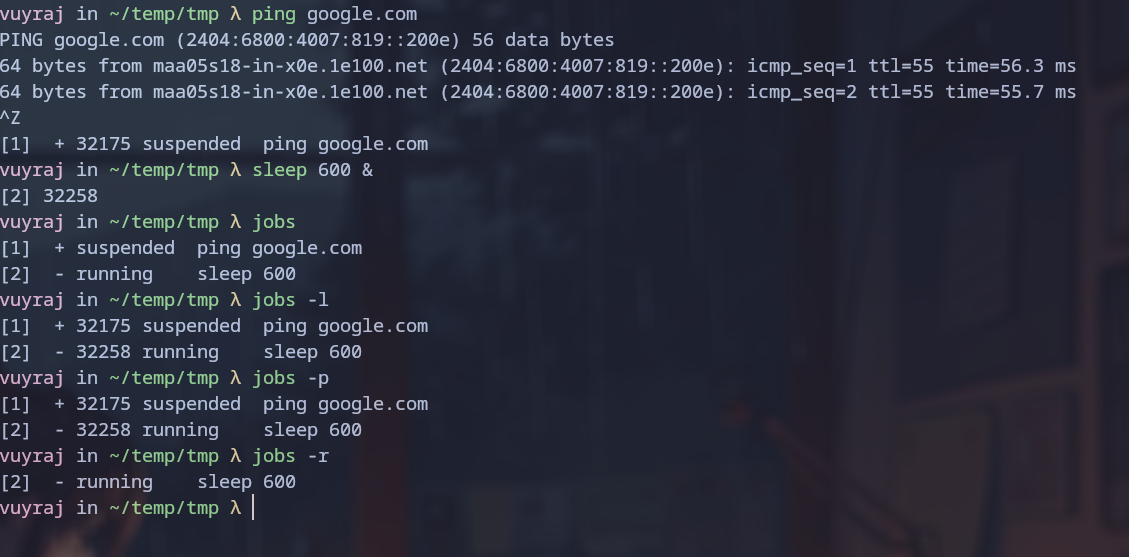 vuyraj in ~/temp/tmp λ ping google.com
PING google.com (2404:6800:4007:819::200e) 56 data bytes
64 bytes from maa05s18-in-x0e.1e100.net (2404:6800:4007:819::200e): icmp_seq=1 ttl=55 time=56.3 ms
64 bytes from maa05s18-in-x0e.1e100.net (2404:6800:4007:819::200e): icmp_seq=2 ttl=55 time=55.7 ms
^Z
[1]  + 32175 suspended  ping google.com
vuyraj in ~/temp/tmp λ sleep 600 &
[2] 32258
vuyraj in ~/temp/tmp λ jobs
[1]  + suspended  ping google.com
[2]  - running    sleep 600
vuyraj in ~/temp/tmp λ jobs -l
[1]  + 32175 suspended  ping google.com
[2]  - 32258 running    sleep 600
vuyraj in ~/temp/tmp λ jobs -p
[1]  + 32175 suspended  ping google.com
[2]  - 32258 running    sleep 600
vuyraj in ~/temp/tmp λ jobs -r
[2]  - running    sleep 600
vuyraj in ~/temp/tmp λ